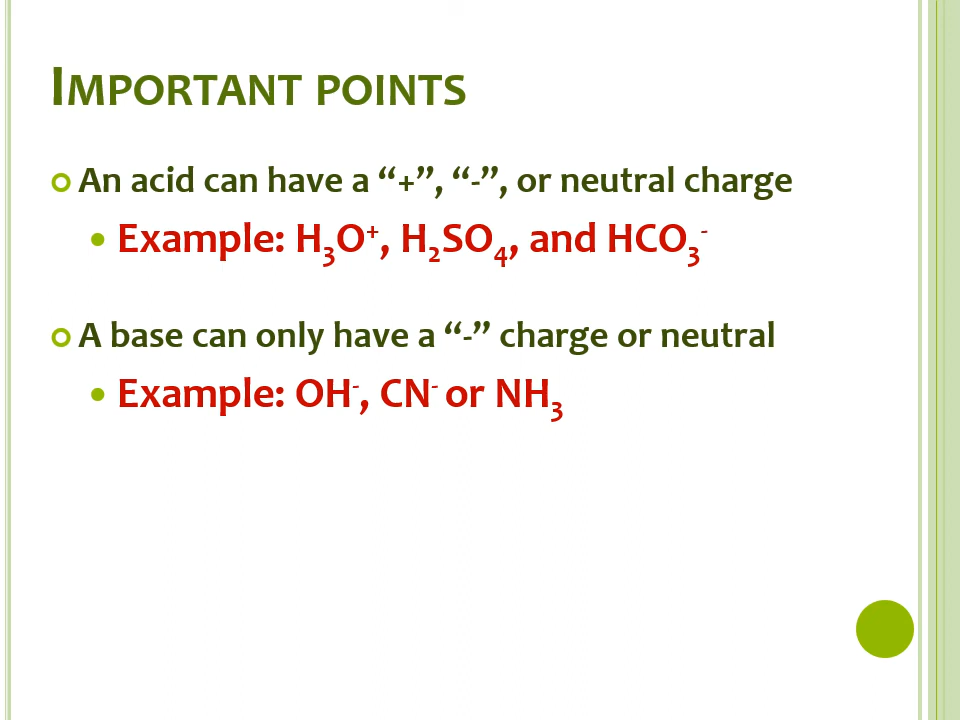 IMPORTANT POINTS
An acid can have a “+”, “-”, or neutral charge
Example: H₃O⁺, H₂SO₄, and HCO₃⁻
A base can only have a “-” charge or neutral
Example: OH⁻, CN⁻ or NH₃